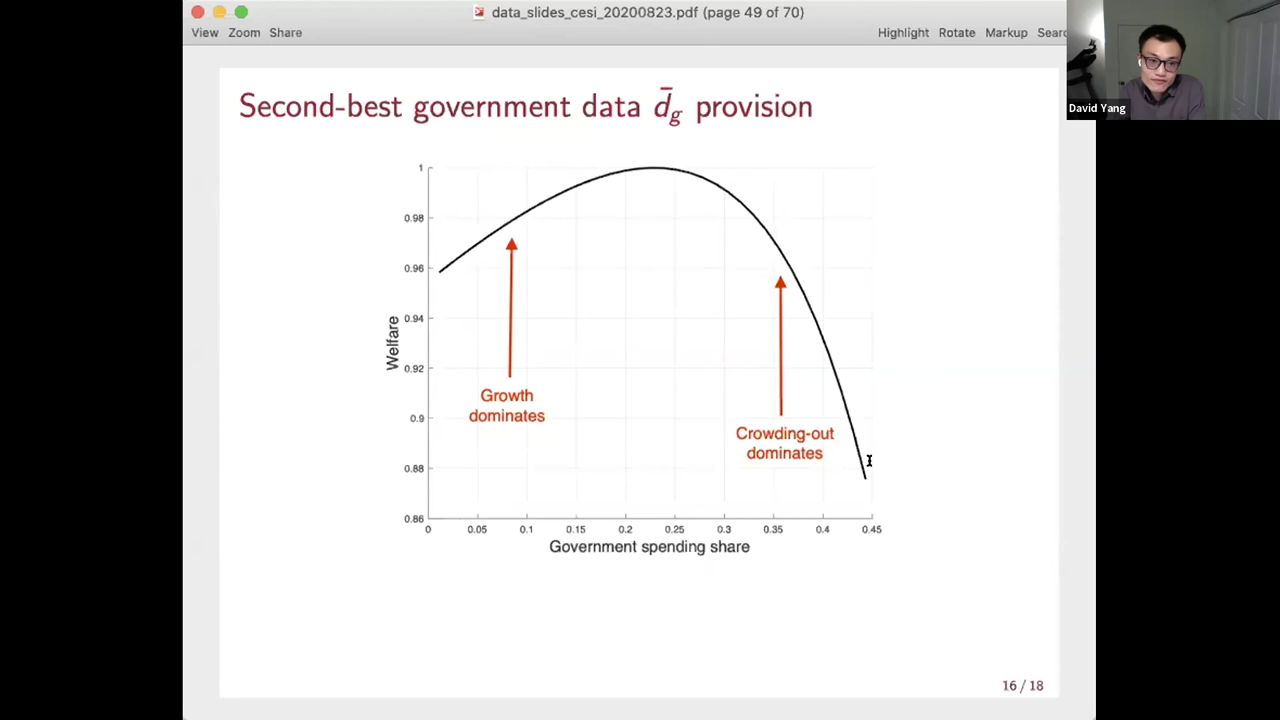 data_slides_cesi_20200823.pdf (page 49 of 70)
View Zoom Share
Highlight Rotate Markup Sear
David Yang
Second-best government data d̄g provision
1
0.98
0.96
0.94
0.92
0.9
0.88
0.86
Welfare
Growth
dominates
Crowding-out
dominates
0 0.05 0.1 0.15 0.2 0.25 0.3 0.35 0.4 0.45
Government spending share
16 / 18